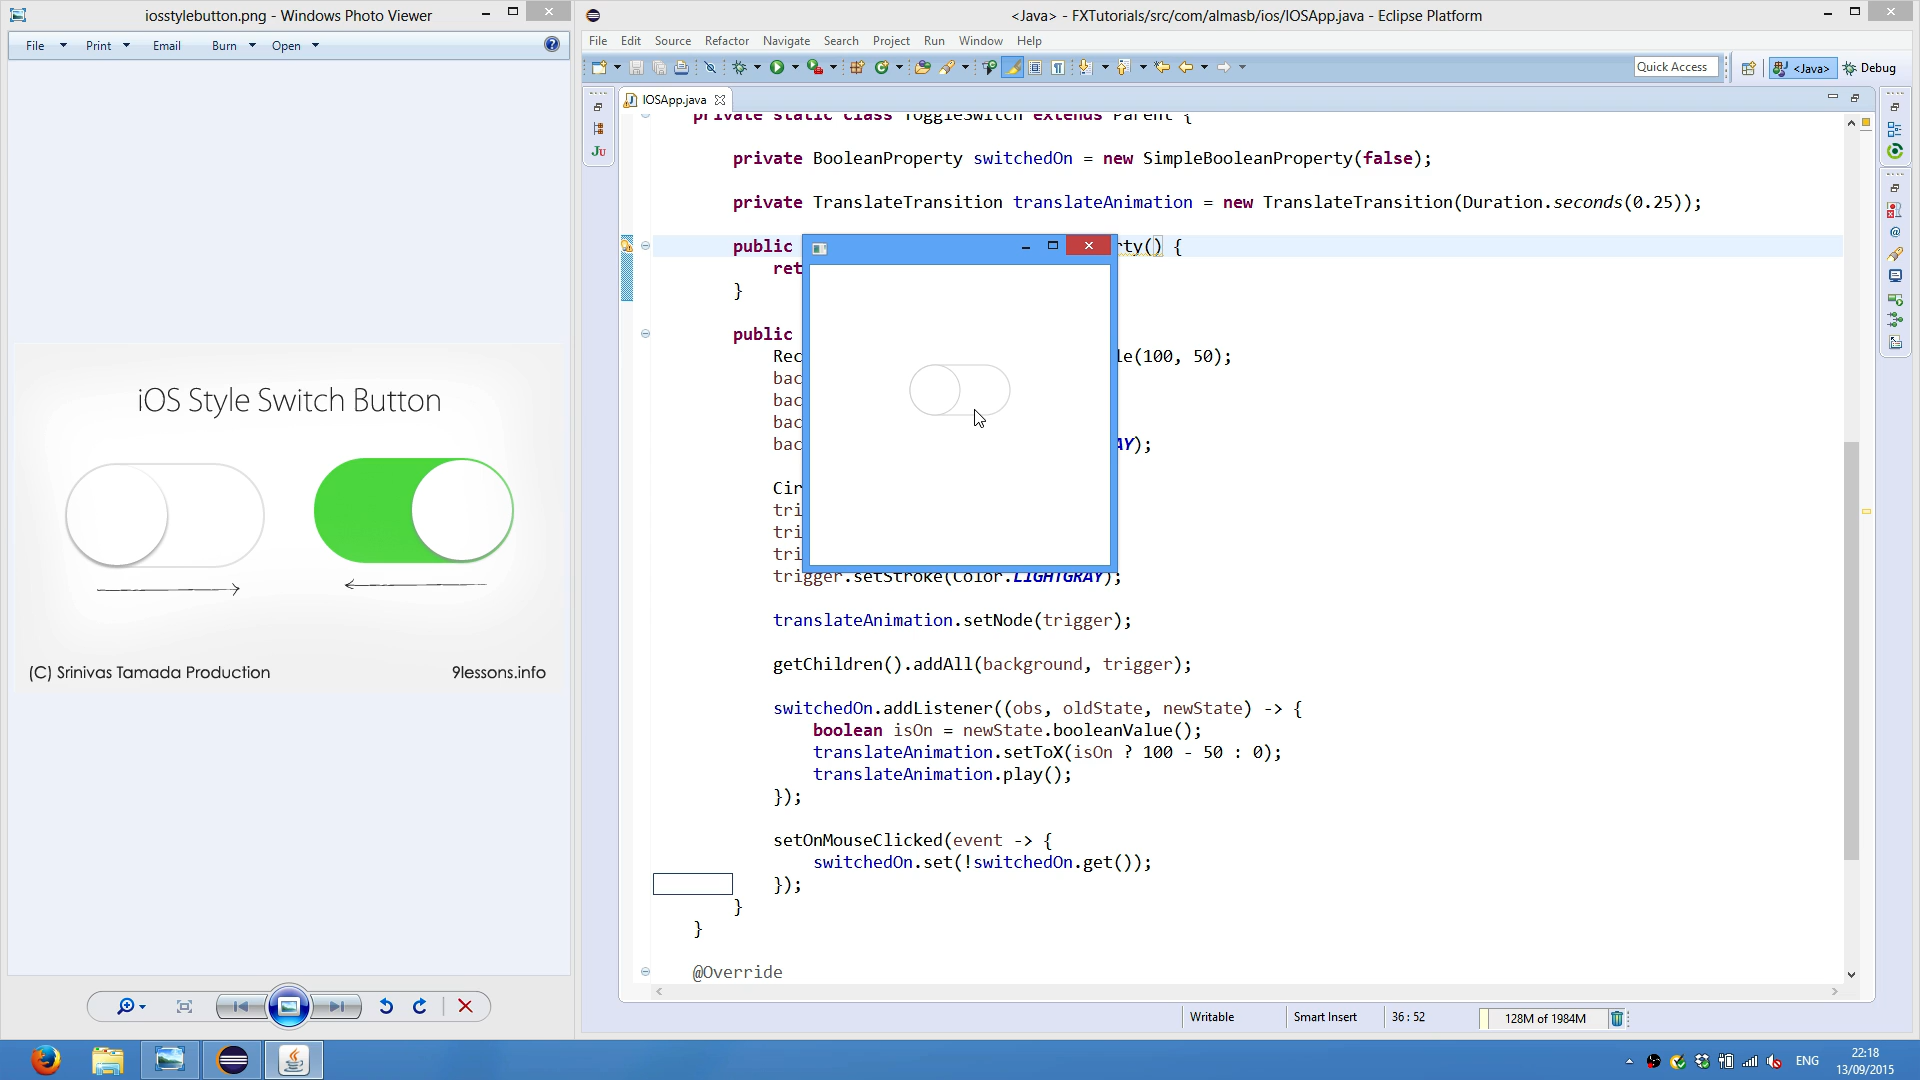 iosstylebutton.png - Windows Photo Viewer
File Print Email Burn Open
iOS Style Switch Button
(C) Srinivas Tamada Production
9lessons.info
<Java> - FXTutorials/src/com/almasb/ios/IOSApp.java - Eclipse Platform
File Edit Source Refactor Navigate Search Project Run Window Help
Quick Access
<Java>
Debug
IOSApp.java
private static class ToggleSwitch extends Parent {
private BooleanProperty switchedOn = new SimpleBooleanProperty(false);
private TranslateTransition translateAnimation = new TranslateTransition(Duration.seconds(0.25));
public rty() {
ret
}
public
Rec le(100, 50);
bac
bac
bac
bac AY);
Cir
tri
tri
tri
trigger.setStroke(Color.LIGHTGRAY);
translateAnimation.setNode(trigger);
getChildren().addAll(background, trigger);
switchedOn.addListener((obs, oldState, newState) -> {
boolean isOn = newState.booleanValue();
translateAnimation.setToX(isOn ? 100 - 50 : 0);
translateAnimation.play();
});
setOnMouseClicked(event -> {
switchedOn.set(!switchedOn.get());
});
}
}
@Override
Writable
Smart Insert
36 : 52
128M of 1984M
ENG
22:18
13/09/2015